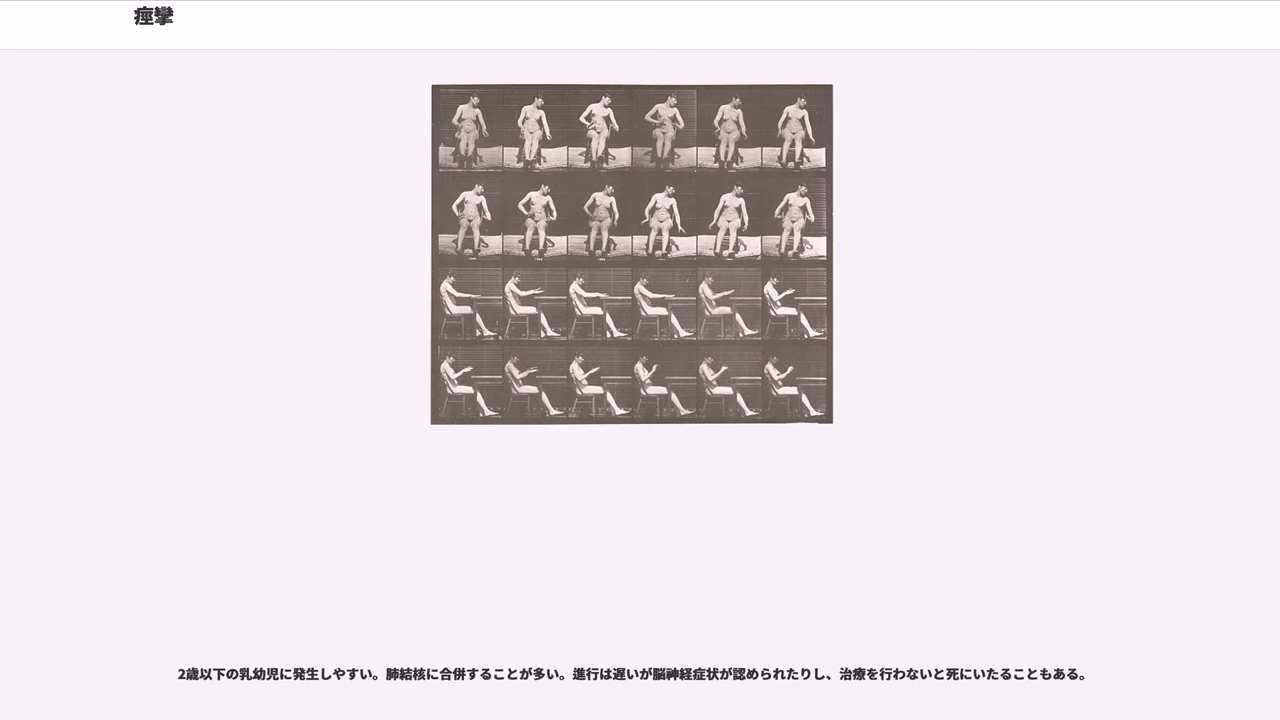 痙攣
2歳以下の乳幼児に発生しやすい。肺結核に合併することが多い。進行は遅いが脳神経症状が認められたりし、治療を行わないと死にいたることもある。